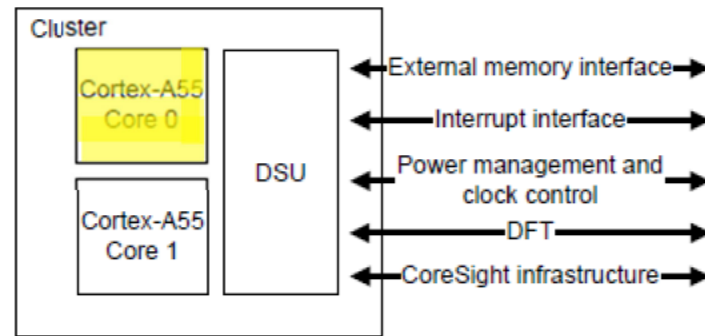 Cluster
Cortex-A55
Core 0
Cortex-A55
Core 1
DSU
External memory interface
Interrupt interface
Power management and
clock control
DFT
CoreSight infrastructure